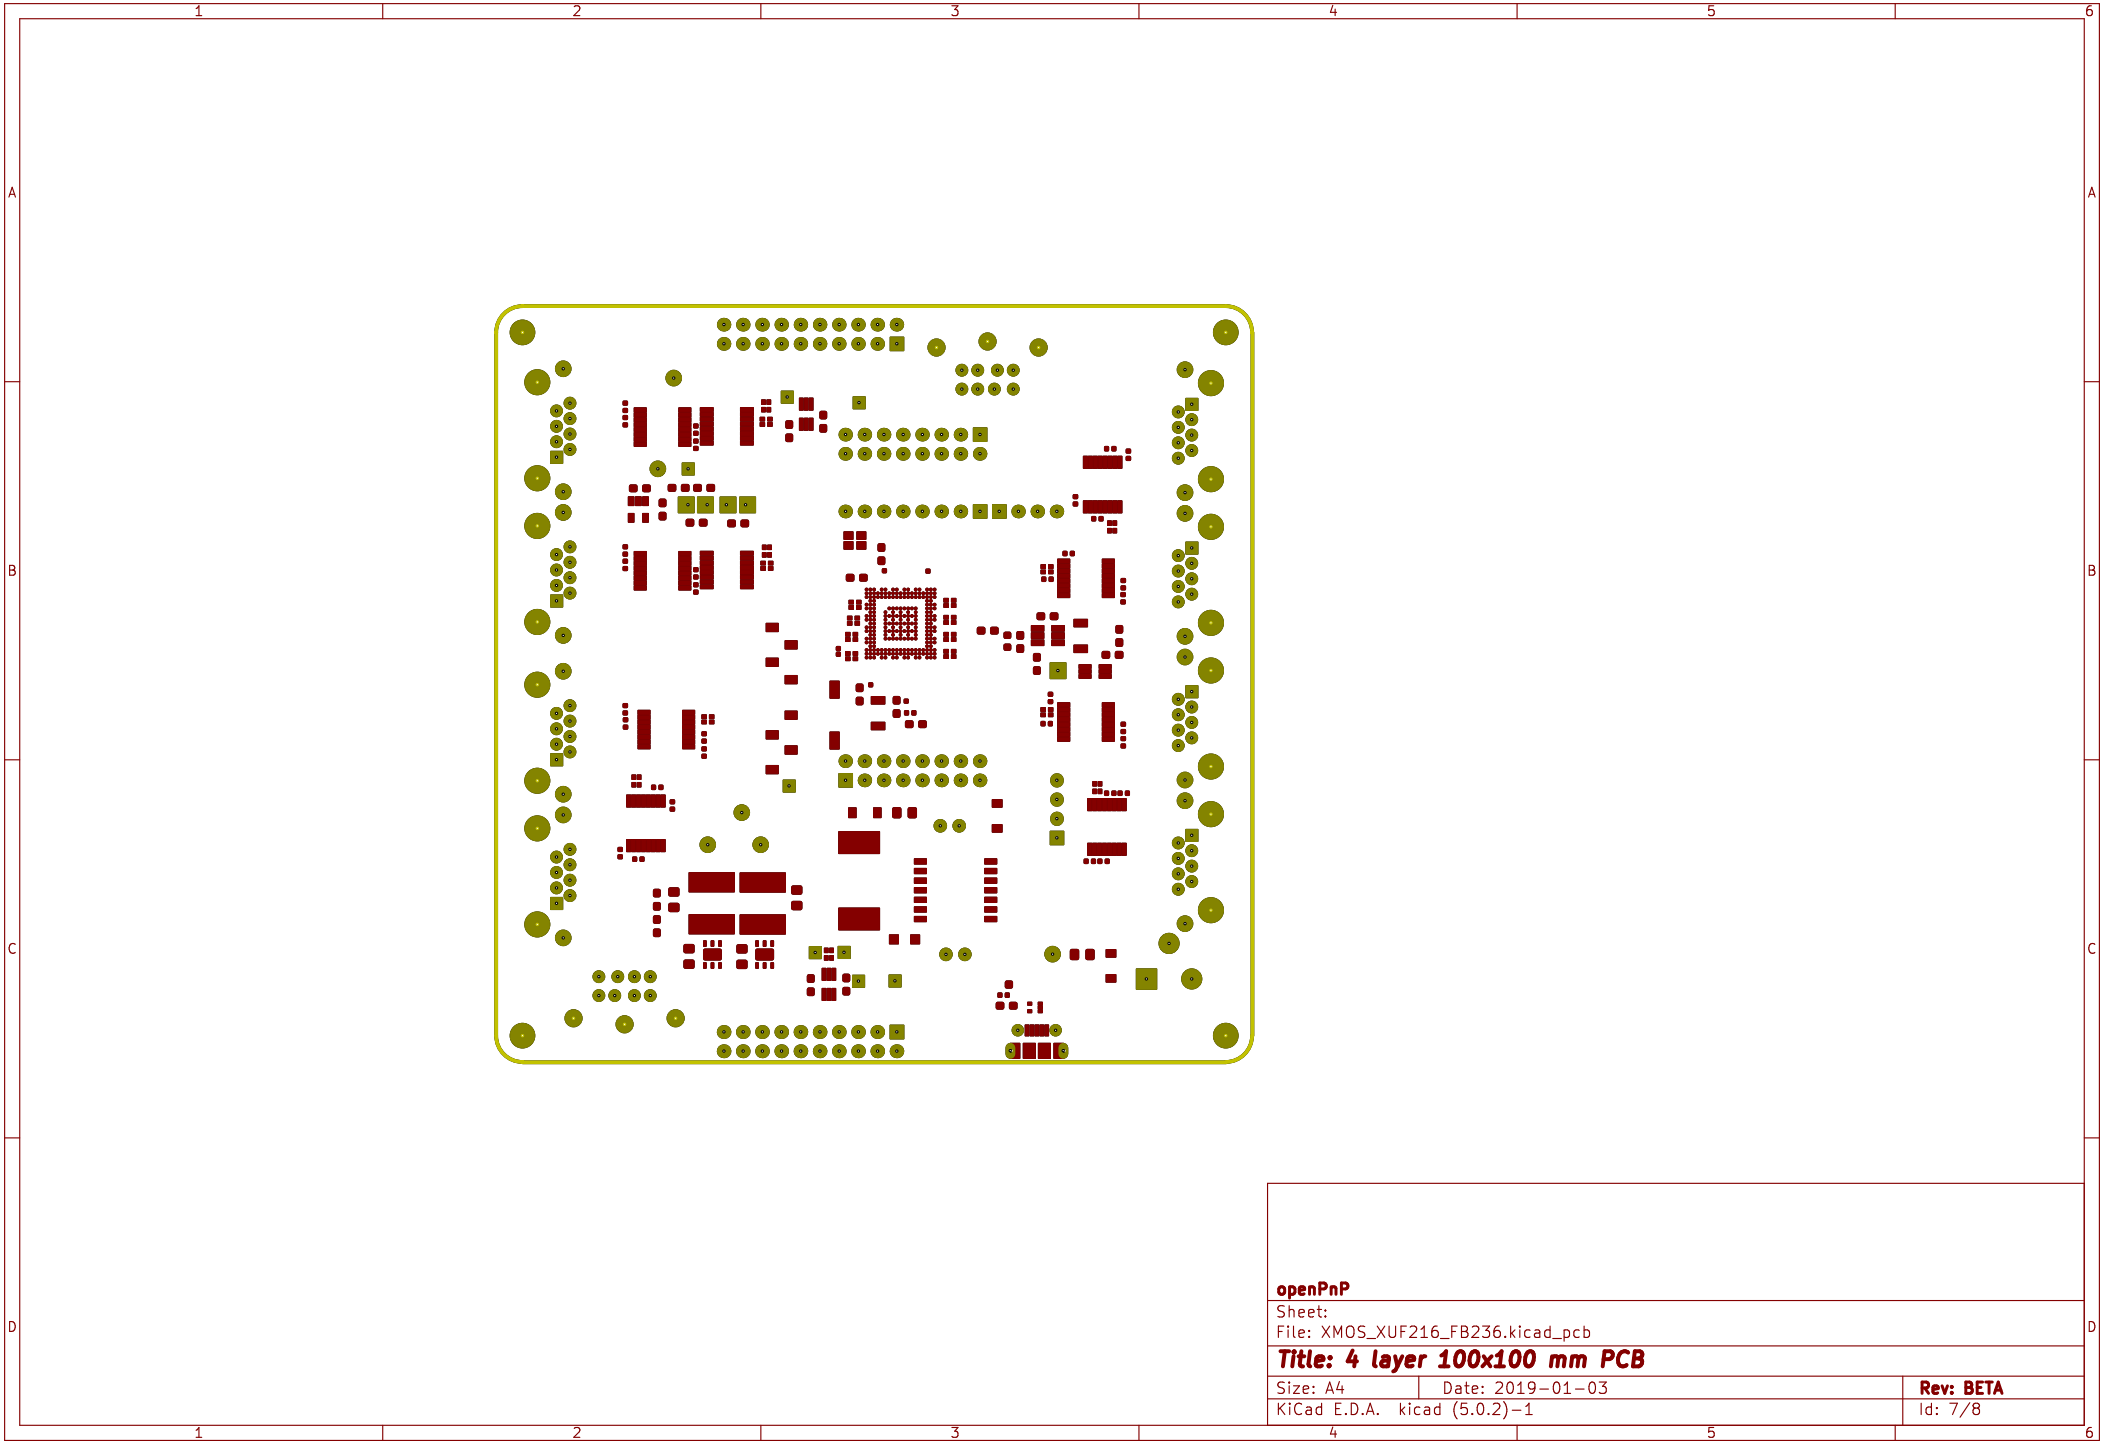 1 2 3 4 5 6
A A
B B
C C
D D
openPnP
Sheet:
File: XMOS_XUF216_FB236.kicad_pcb
Title: 4 layer 100x100 mm PCB
Size: A4 Date: 2019-01-03 Rev: BETA
KiCad E.D.A. kicad (5.0.2)-1 Id: 7/8
1 2 3 4 5 6